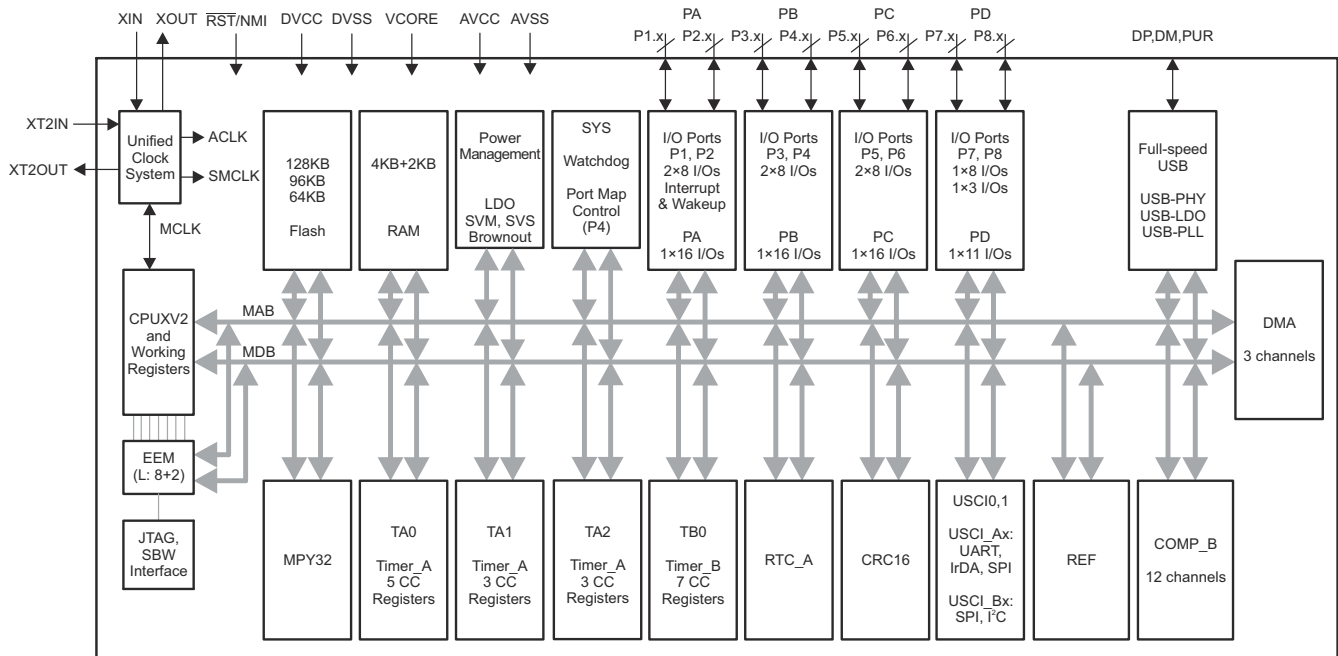 XIN XOUT RST/NMI DVCC DVSS VCORE AVCC AVSS PA PB PC PD
P1.x P2.x P3.x P4.x P5.x P6.x P7.x P8.x DP,DM,PUR
XT2IN
XT2OUT
Unified
Clock
System
ACLK
SMCLK
MCLK
128KB
96KB
64KB
Flash
4KB+2KB
RAM
Power
Management
LDO
SVM, SVS
Brownout
SYS
Watchdog
Port Map
Control
(P4)
I/O Ports
P1, P2
2×8 I/Os
Interrupt
& Wakeup
PA
1×16 I/Os
I/O Ports
P3, P4
2×8 I/Os
PB
1×16 I/Os
I/O Ports
P5, P6
2×8 I/Os
PC
1×16 I/Os
I/O Ports
P7, P8
1×8 I/Os
1×3 I/Os
PD
1×11 I/Os
Full-speed
USB
USB-PHY
USB-LDO
USB-PLL
CPUXV2
and
Working
Registers
MAB
MDB
DMA
3 channels
EEM
(L: 8+2)
JTAG,
SBW
Interface
MPY32
TA0
Timer_A
5 CC
Registers
TA1
Timer_A
3 CC
Registers
TA2
Timer_A
3 CC
Registers
TB0
Timer_B
7 CC
Registers
RTC_A
CRC16
USCI0,1
USCI_Ax:
UART,
IrDA, SPI
USCI_Bx:
SPI, I²C
REF
COMP_B
12 channels